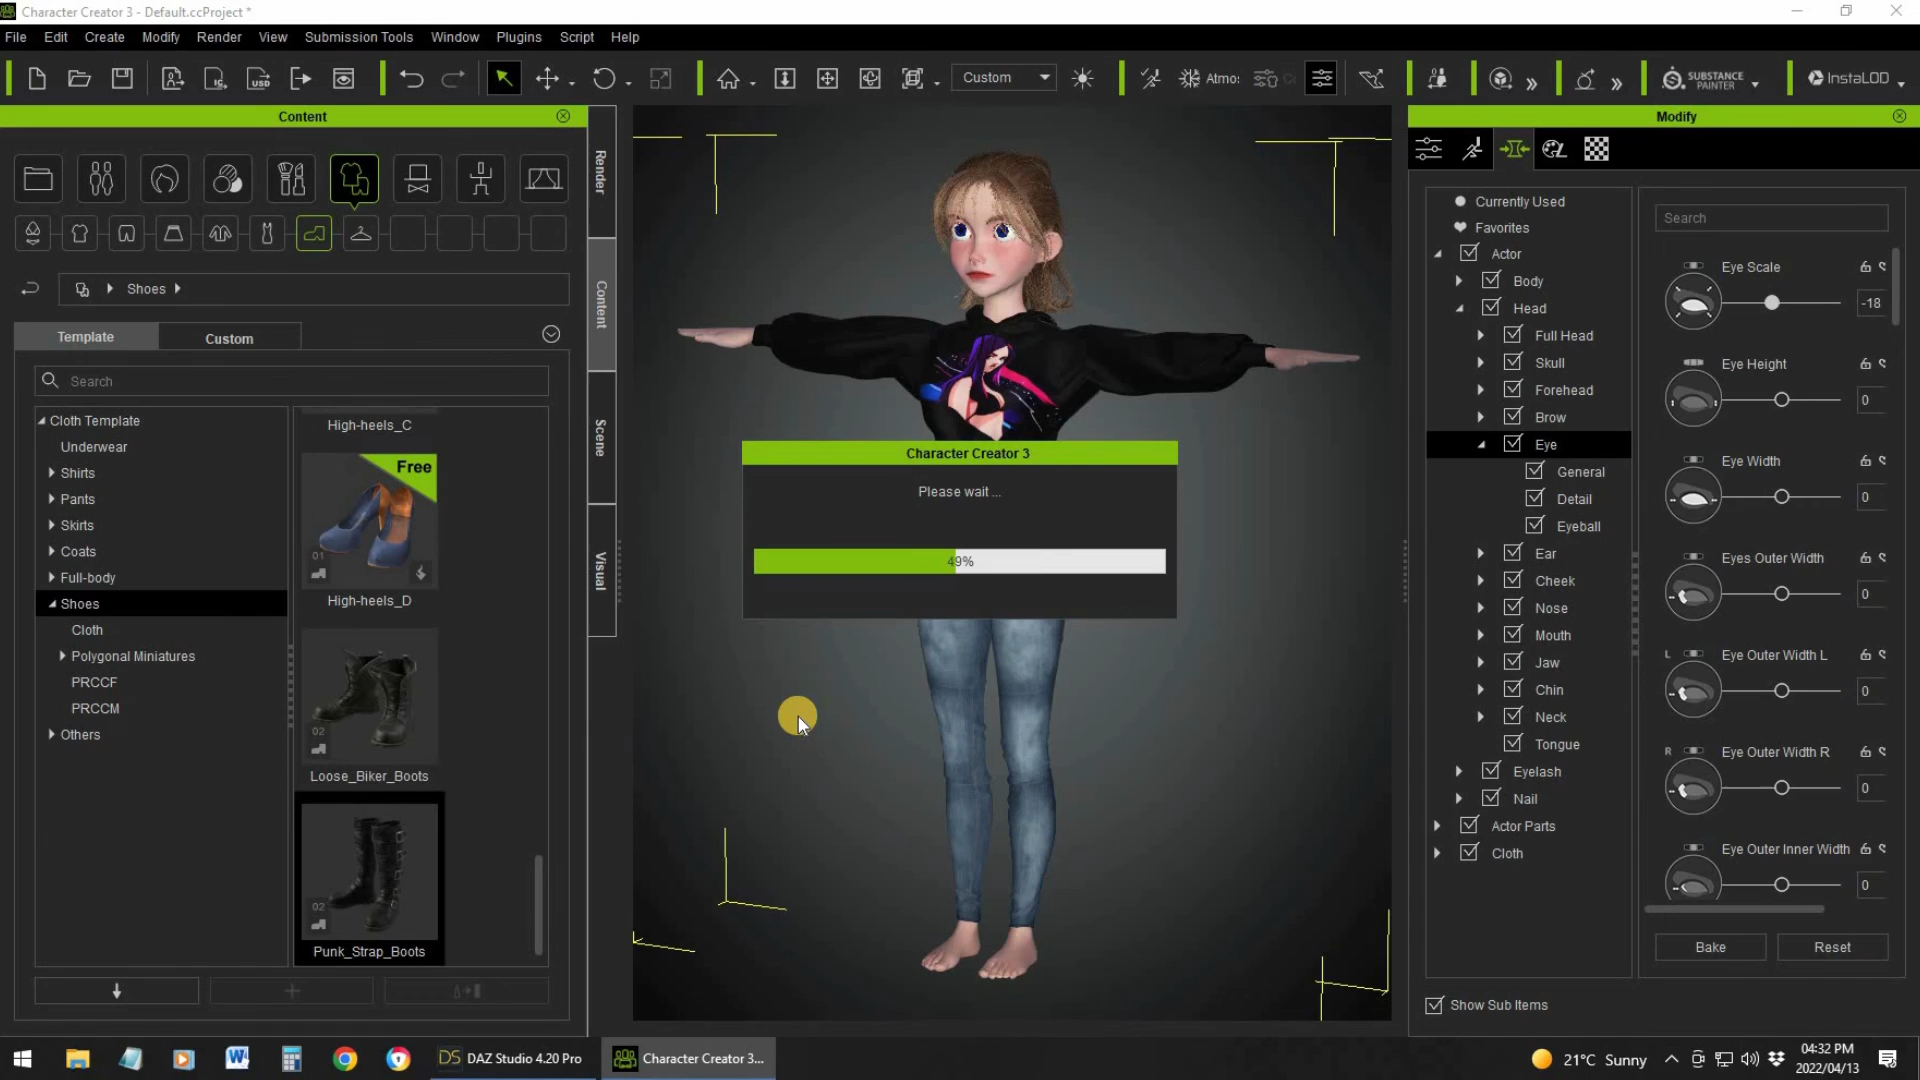 Character Creator 3 - Default.ccProject *
File Edit Create Modify Render View Submission Tools Window Plugins Script Help
Custom
Atmo:
SUBSTANCE PAINTER
InstaLOD
Content
Shoes
Template Custom
Search
Cloth Template
Underwear
Shirts
Pants
Skirts
Coats
Full-body
Shoes
Cloth
Polygonal Miniatures
PRCCF
PRCCM
Others
High-heels_C
Free
01
High-heels_D
02
Loose_Biker_Boots
02
Punk_Strap_Boots
Render
Content
Scene
Visual
Character Creator 3
Please wait ...
49%
Modify
Currently Used
Favorites
Actor
Body
Head
Full Head
Skull
Forehead
Brow
Eye
General
Detail
Eyeball
Ear
Cheek
Nose
Mouth
Jaw
Chin
Neck
Tongue
Eyelash
Nail
Actor Parts
Cloth
Show Sub Items
Search
Eye Scale
-18
Eye Height
0
Eye Width
0
Eyes Outer Width
0
L
Eye Outer Width L
0
R
Eye Outer Width R
0
Eye Outer Inner Width
0
Bake Reset
DAZ Studio 4.20 Pro
Character Creator 3...
21°C Sunny
04:32 PM
2022/04/13